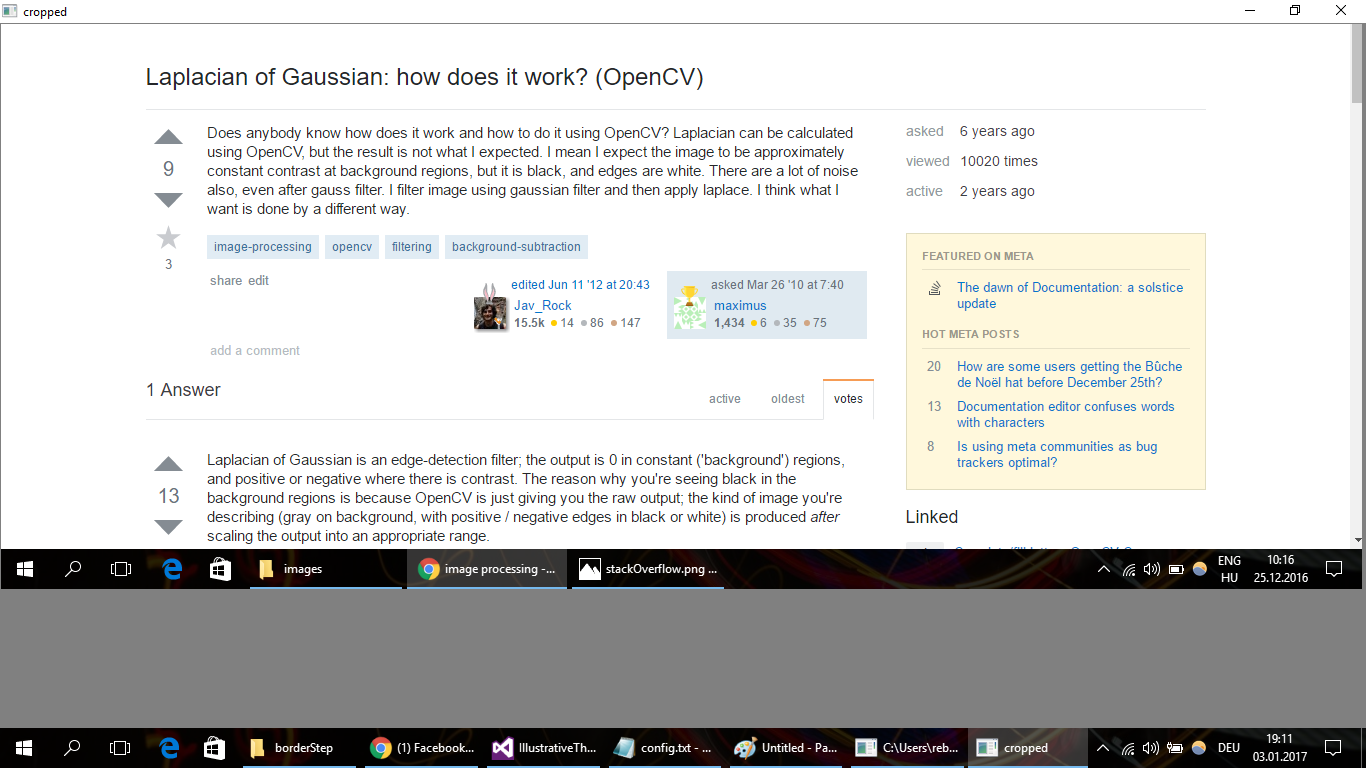 cropped
Laplacian of Gaussian: how does it work? (OpenCV)
9
Does anybody know how does it work and how to do it using OpenCV? Laplacian can be calculated
using OpenCV, but the result is not what I expected. I mean I expect the image to be approximately
constant contrast at background regions, but it is black, and edges are white. There are a lot of noise
also, even after gauss filter. I filter image using gaussian filter and then apply laplace. I think what I
want is done by a different way.
3
image-processing opencv filtering background-subtraction
share edit
edited Jun 11 '12 at 20:43
Jav_Rock
15.5k 14 86 147
asked Mar 26 '10 at 7:40
maximus
1,434 6 35 75
add a comment
1 Answer
active oldest votes
13
Laplacian of Gaussian is an edge-detection filter; the output is 0 in constant ('background') regions,
and positive or negative where there is contrast. The reason why you're seeing black in the
background regions is because OpenCV is just giving you the raw output; the kind of image you're
describing (gray on background, with positive / negative edges in black or white) is produced after
scaling the output into an appropriate range.
asked 6 years ago
viewed 10020 times
active 2 years ago
FEATURED ON META
The dawn of Documentation: a solstice
update
HOT META POSTS
20 How are some users getting the Bûche
de Noël hat before December 25th?
13 Documentation editor confuses words
with characters
8 Is using meta communities as bug
trackers optimal?
Linked
images
image processing -...
stackOverflow.png ...
ENG
HU
10:16
25.12.2016
borderStep
(1) Facebook...
IllustrativeTh...
config.txt - ...
Untitled - Pa...
C:\Users\reb...
cropped
DEU
19:11
03.01.2017